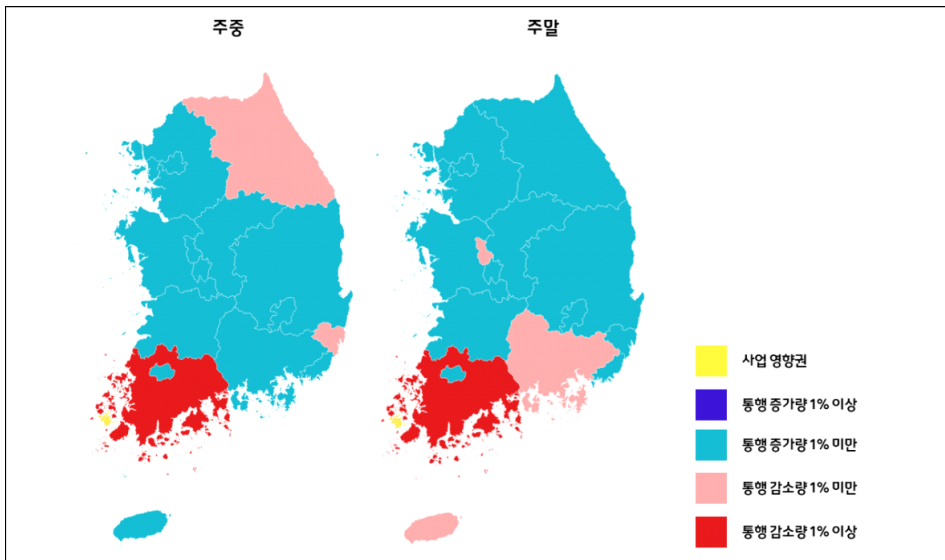 주중
주말
사업 영향권
통행 증가량 1% 이상
통행 증가량 1% 미만
통행 감소량 1% 미만
통행 감소량 1% 이상